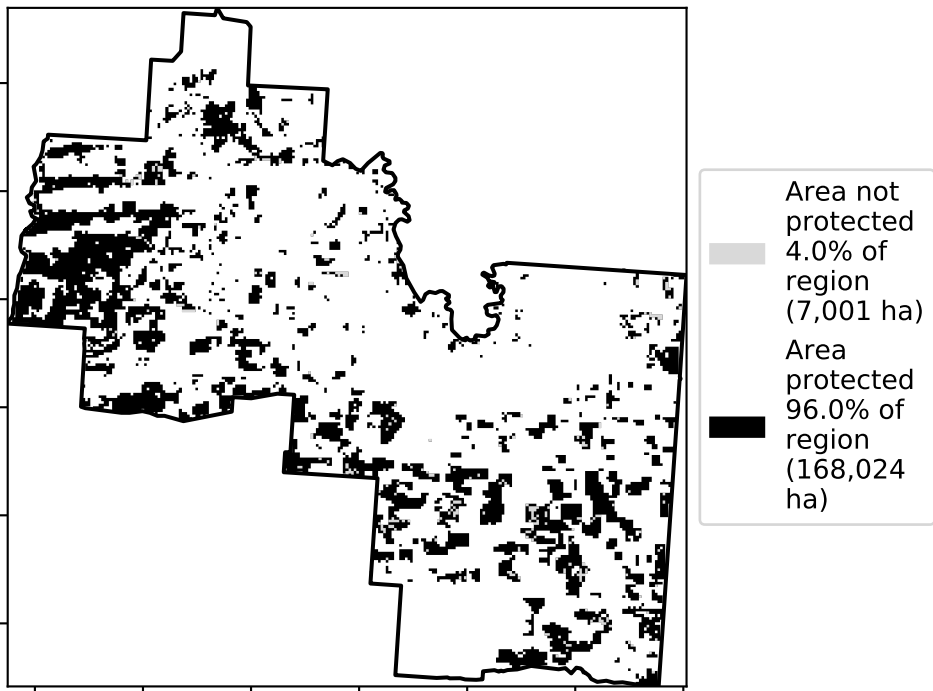 Area not
protected
4.0% of
region
(7,001 ha)
Area
protected
96.0% of
region
(168,024
ha)